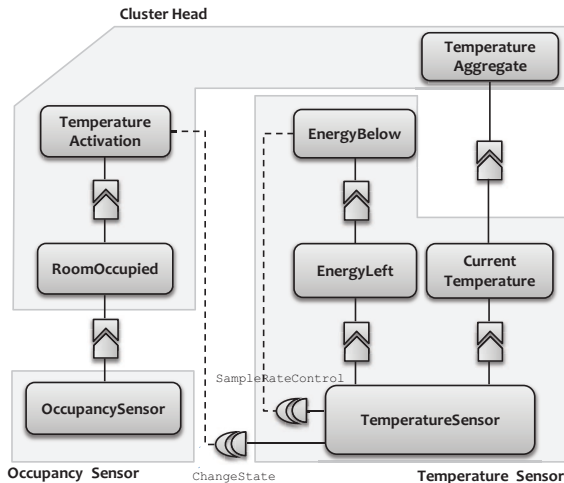 Cluster Head
Temperature
Aggregate
Temperature
Activation
EnergyBelow
RoomOccupied
EnergyLeft
Current
Temperature
SampleRateControl
OccupancySensor
TemperatureSensor
Occupancy Sensor
ChangeState
Temperature Sensor